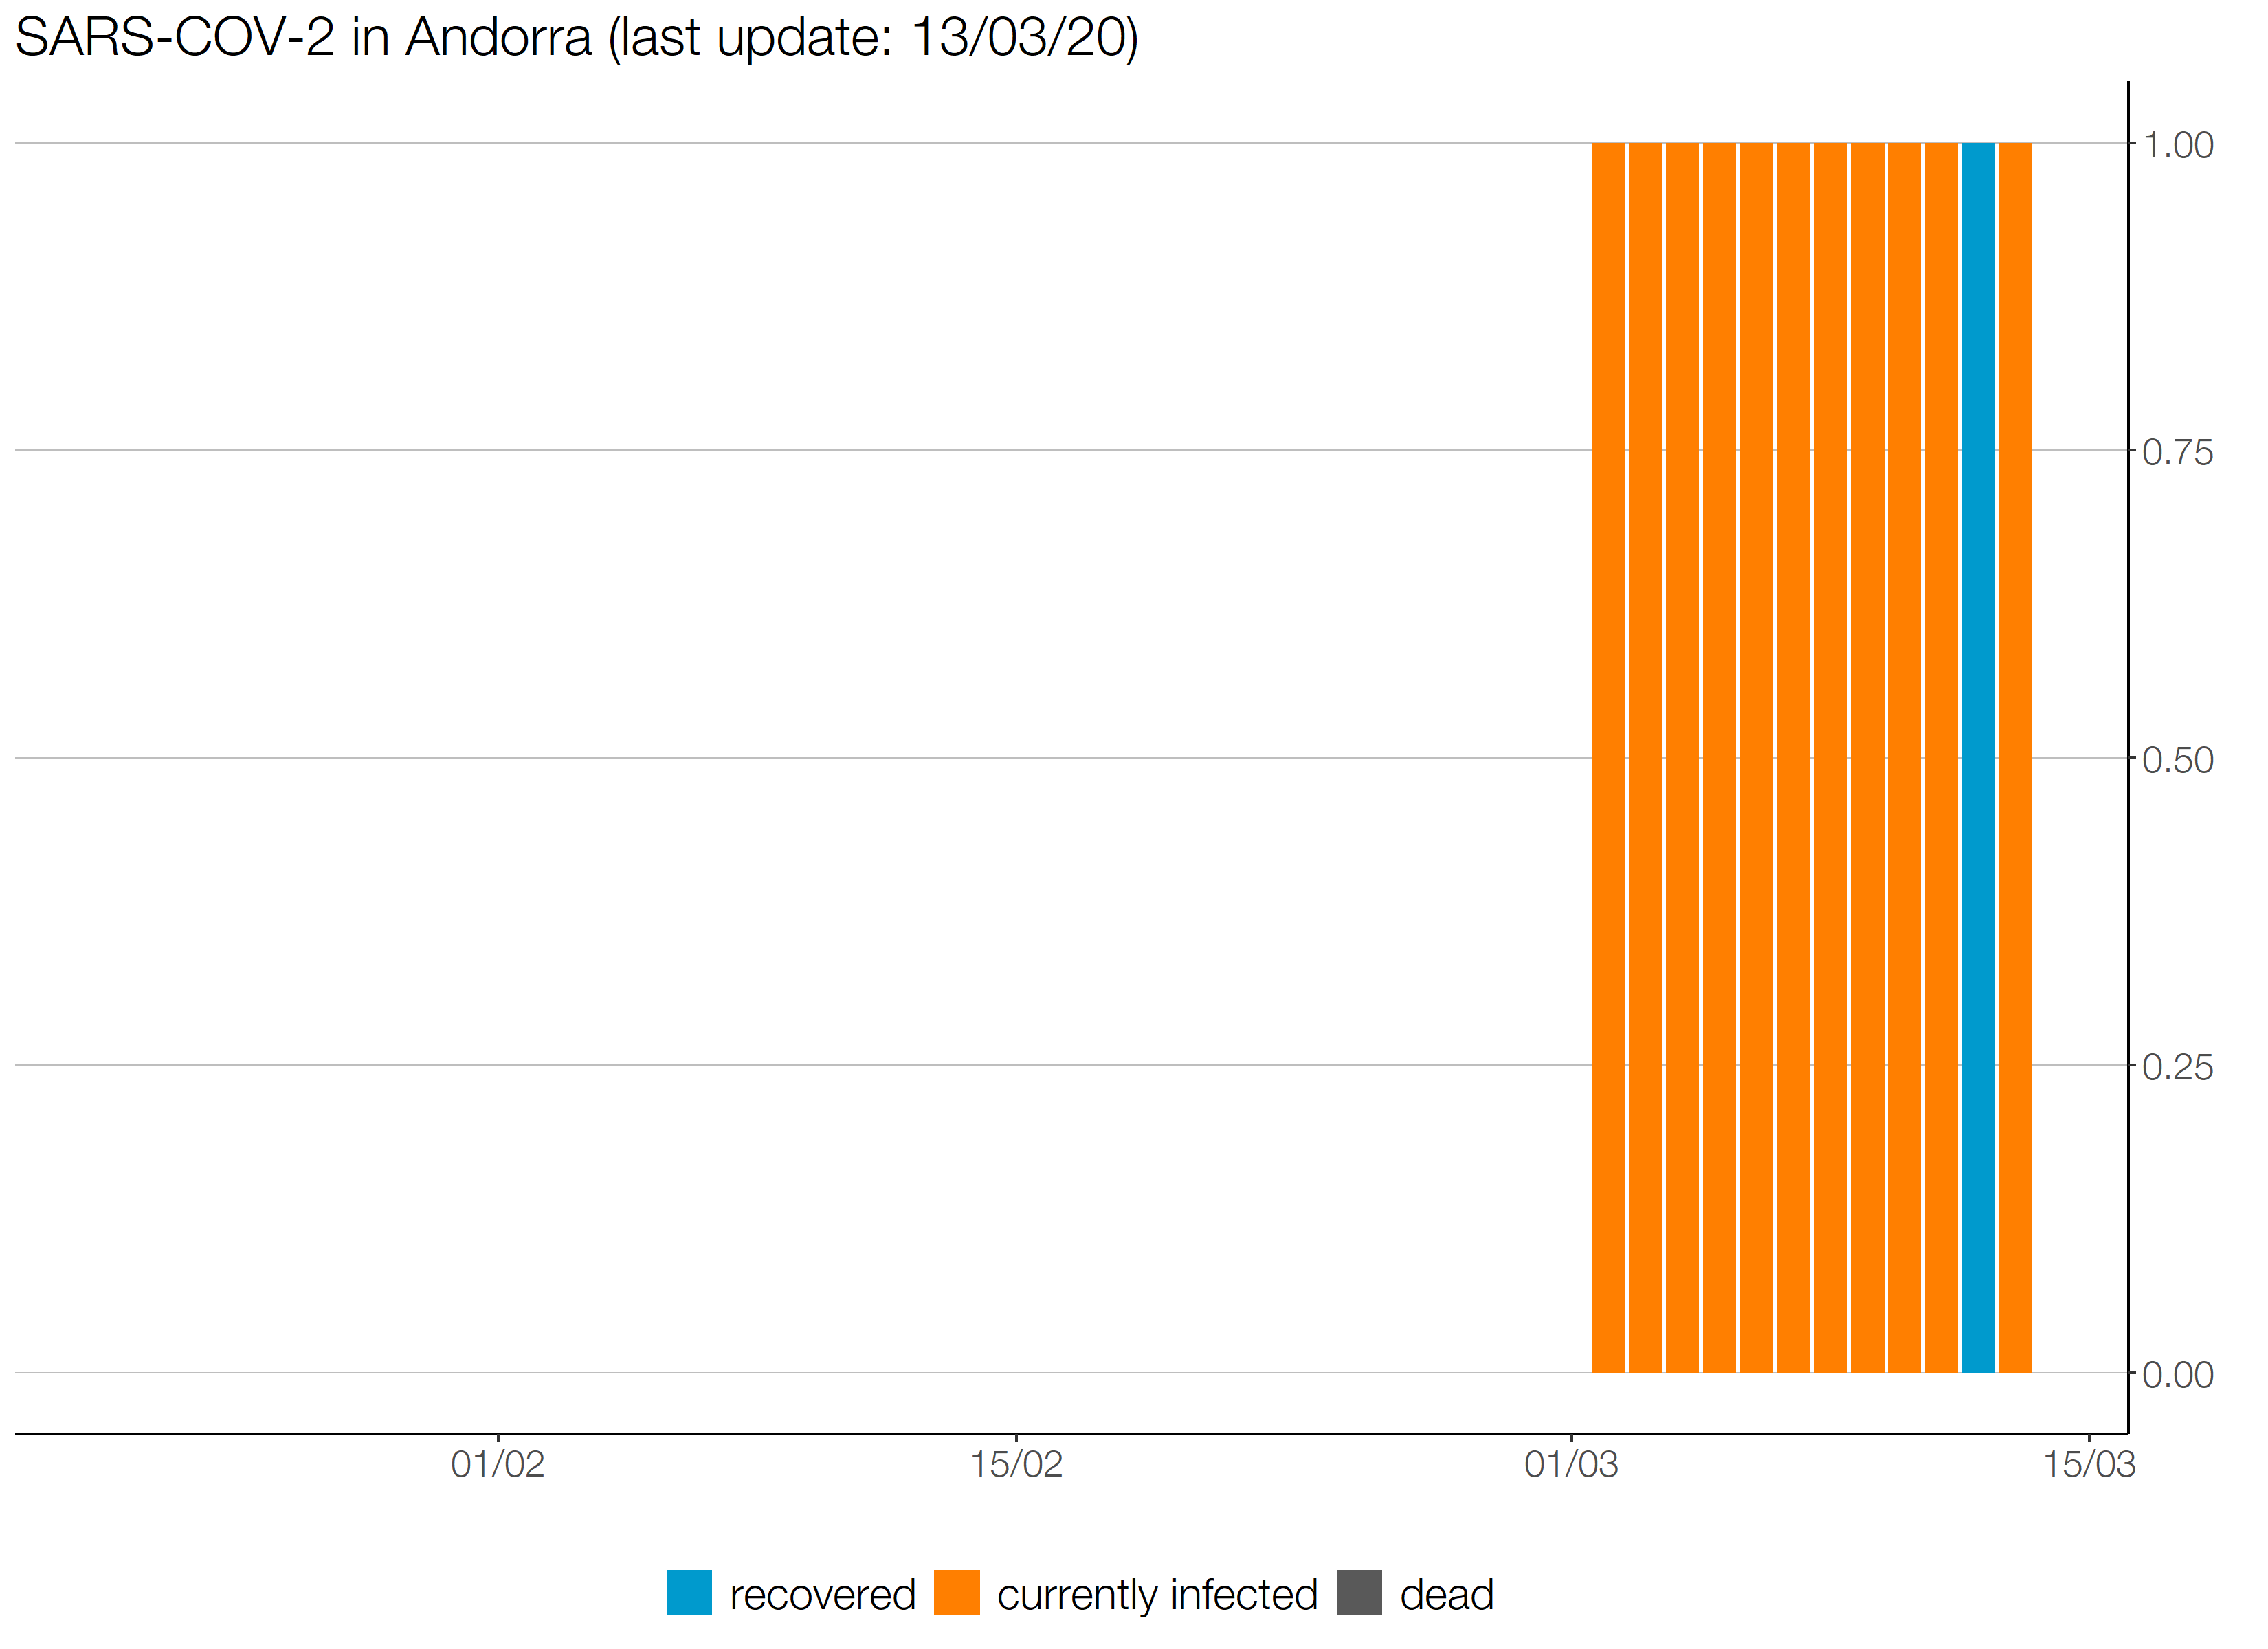 SARS-COV-2 in Andorra (last update: 13/03/20)
1.00
0.75
0.50
0.25
0.00
01/02 15/02 01/03 15/03
recovered currently infected dead